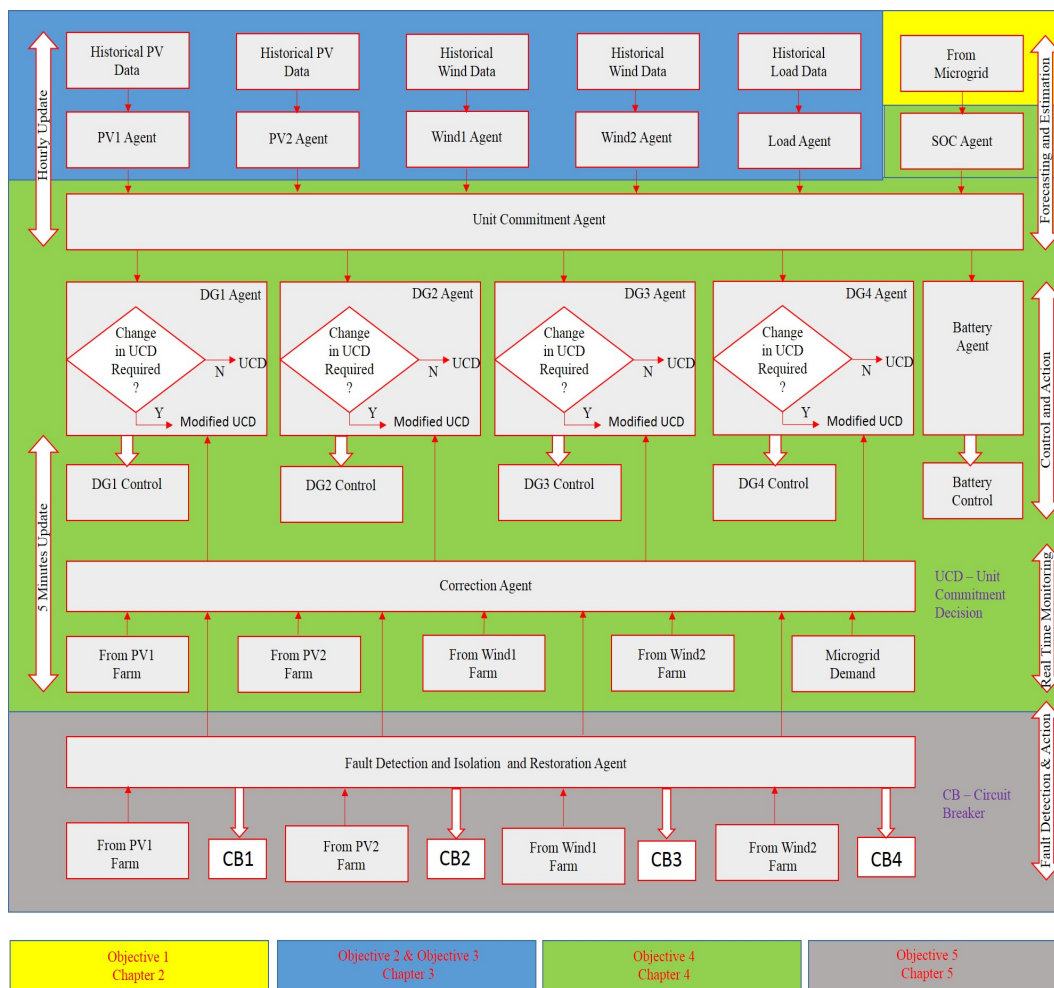 Historical PV
Data
Historical PV
Data
Historical
Wind Data
Historical
Wind Data
Historical
Load Data
From
Microgrid
Hourly Update
Forecasting and Estimation
PV1 Agent
PV2 Agent
Wind1 Agent
Wind2 Agent
Load Agent
SOC Agent
Unit Commitment Agent
DG1 Agent
Change
in UCD
Required
?
N
UCD
Y
Modified UCD
DG2 Agent
Change
in UCD
Required
?
N
UCD
Y
Modified UCD
DG3 Agent
Change
in UCD
Required
?
N
UCD
Y
Modified UCD
DG4 Agent
Change
in UCD
Required
?
N
UCD
Y
Modified UCD
Battery
Agent
Control and Action
DG1 Control
DG2 Control
DG3 Control
DG4 Control
Battery
Control
5 Minutes Update
Correction Agent
UCD – Unit
Commitment
Decision
Real Time Monitoring
From PV1
Farm
From PV2
Farm
From Wind1
Farm
From Wind2
Farm
Microgrid
Demand
Fault Detection and Isolation and Restoration Agent
CB – Circuit
Breaker
Fault Detection & Action
From PV1
Farm
CB1
From PV2
Farm
CB2
From Wind1
Farm
CB3
From Wind2
Farm
CB4
Objective 1
Chapter 2
Objective 2 & Objective 3
Chapter 3
Objective 4
Chapter 4
Objective 5
Chapter 5